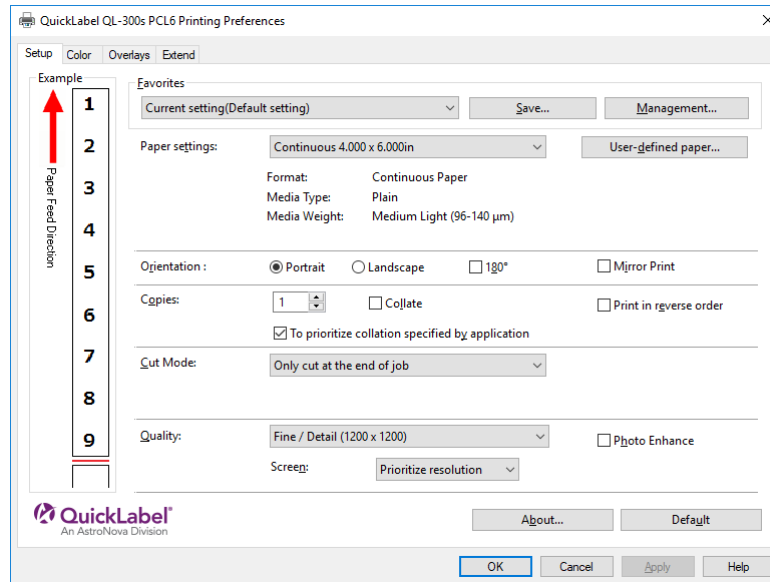 QuickLabel QL-300s PCL6 Printing Preferences
Setup Color Overlays Extend
Example
Paper Feed Direction
1
2
3
4
5
6
7
8
9
Favorites
Current setting(Default setting) Save... Management...
Paper settings: Continuous 4.000 x 6.000in User-defined paper...
Format: Continuous Paper
Media Type: Plain
Media Weight: Medium Light (96-140 µm)
Orientation : Portrait Landscape 180° Mirror Print
Copies: 1 Collate Print in reverse order
To prioritize collation specified by application
Cut Mode: Only cut at the end of job
Quality: Fine / Detail (1200 x 1200) Photo Enhance
Screen: Prioritize resolution
QuickLabel®
An AstroNova Division
About... Default
OK Cancel Apply Help